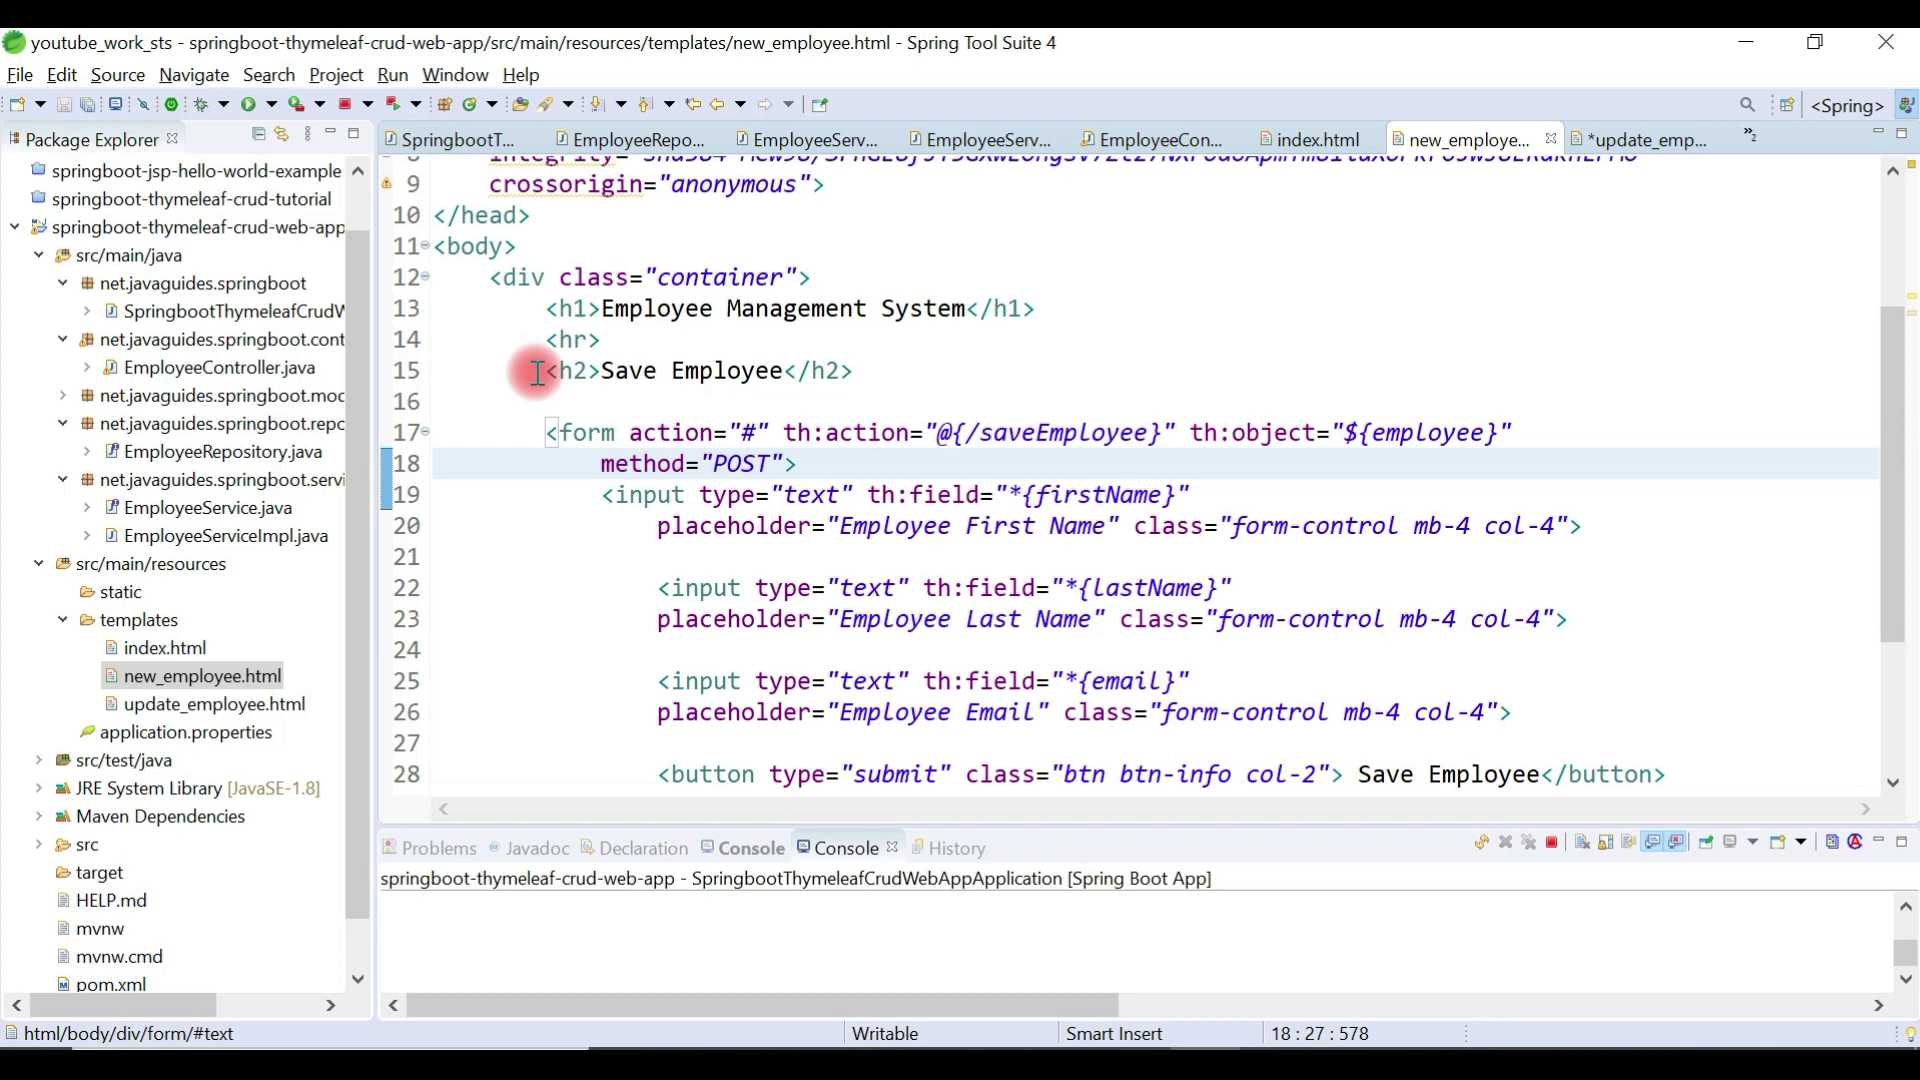 youtube_work_sts - springboot-thymeleaf-crud-web-app/src/main/resources/templates/new_employee.html - Spring Tool Suite 4
File Edit Source Navigate Search Project Run Window Help
<Spring>
Package Explorer
SpringbootT... EmployeeRepo... EmployeeServ... EmployeeServ... EmployeeCon... index.html new_employe... *update_emp... »2
springboot-jsp-hello-world-example
springboot-thymeleaf-crud-tutorial
springboot-thymeleaf-crud-web-app
src/main/java
net.javaguides.springboot
SpringbootThymeleafCrudW
net.javaguides.springboot.cont
EmployeeController.java
net.javaguides.springboot.moc
net.javaguides.springboot.repc
EmployeeRepository.java
net.javaguides.springboot.servi
EmployeeService.java
EmployeeServiceImpl.java
src/main/resources
static
templates
index.html
new_employee.html
update_employee.html
application.properties
src/test/java
JRE System Library [JavaSE-1.8]
Maven Dependencies
src
target
HELP.md
mvnw
mvnw.cmd
pom.xml
9 crossorigin="anonymous">
10 </head>
11 <body>
12 <div class="container">
13 <h1>Employee Management System</h1>
14 <hr>
15 <h2>Save Employee</h2>
16
17 <form action="#" th:action="@{/saveEmployee}" th:object="${employee}"
18 method="POST">
19 <input type="text" th:field="*{firstName}"
20 placeholder="Employee First Name" class="form-control mb-4 col-4">
21
22 <input type="text" th:field="*{lastName}"
23 placeholder="Employee Last Name" class="form-control mb-4 col-4">
24
25 <input type="text" th:field="*{email}"
26 placeholder="Employee Email" class="form-control mb-4 col-4">
27
28 <button type="submit" class="btn btn-info col-2"> Save Employee</button>
Problems Javadoc Declaration Console Console History
springboot-thymeleaf-crud-web-app - SpringbootThymeleafCrudWebAppApplication [Spring Boot App]
html/body/div/form/#text Writable Smart Insert 18 : 27 : 578